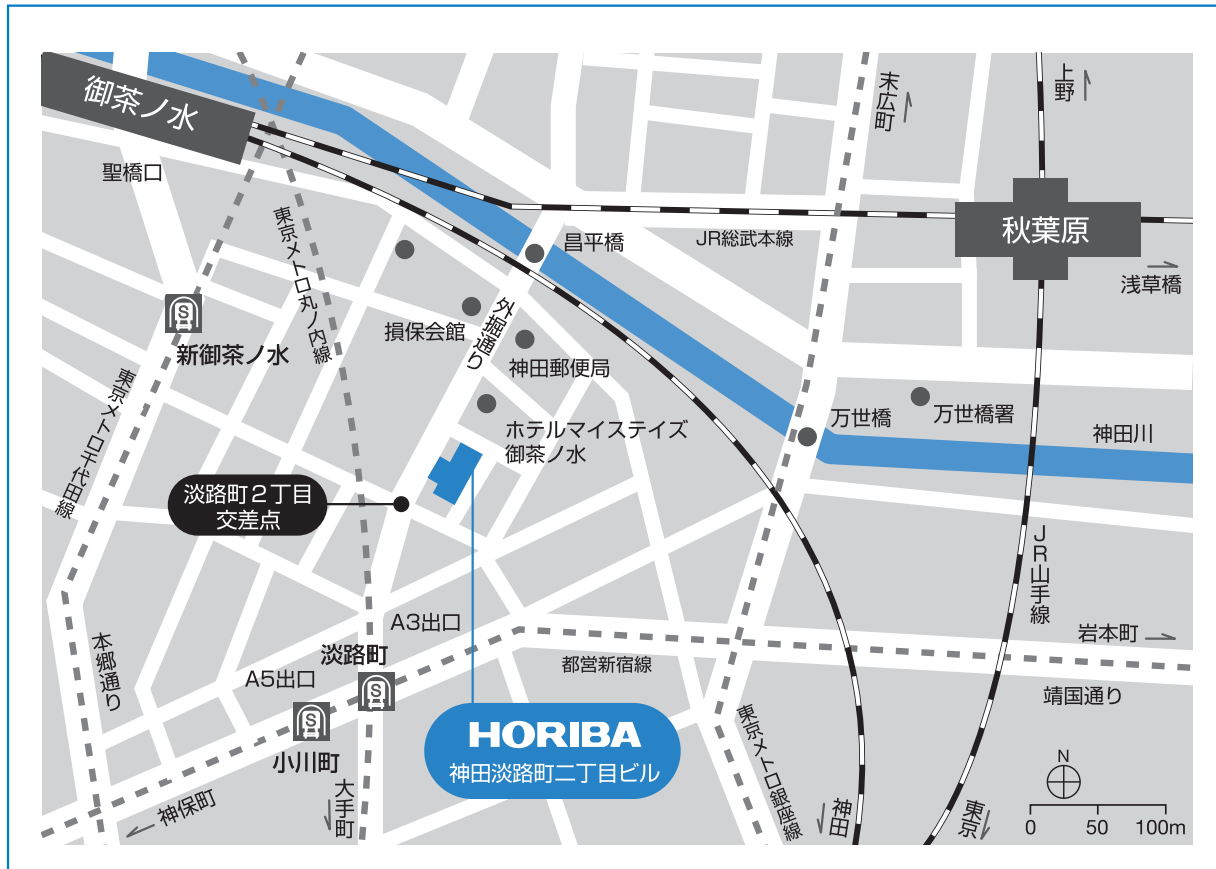 御茶ノ水
聖橋口
末広町
上野
秋葉原
浅草橋
JR総武本線
昌平橋
東京メトロ丸ノ内線
外堀通り
損保会館
神田郵便局
新御茶ノ水
東京メトロ千代田線
ホテルマイステイズ
御茶ノ水
万世橋
万世橋署
神田川
淡路町2丁目
交差点
JR山手線
A3出口
淡路町
A5出口
S
S
S
小川町
本郷通り
都営新宿線
岩本町
靖国通り
HORIBA
神田淡路町二丁目ビル
大手町
神保町
東京メトロ銀座線
神田
東京
N
0 50 100m